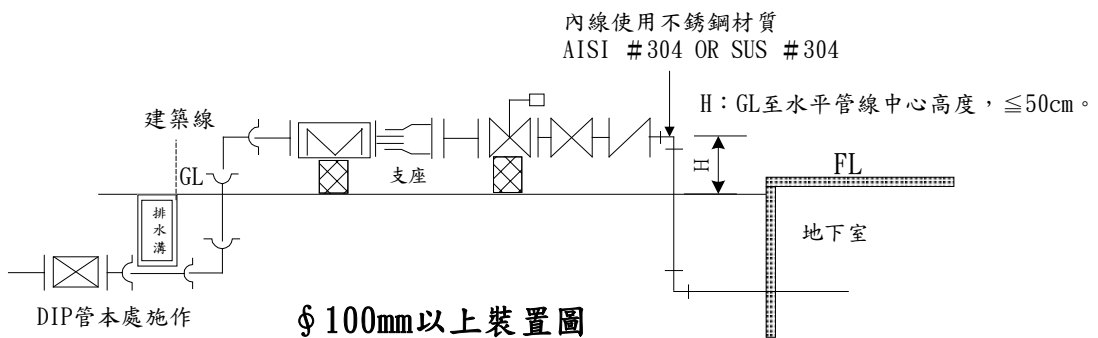 內線使用不銹鋼材質
AISI #304 OR SUS #304
H：GL至水平管線中心高度，≦50cm。
建築線
GL
支座
H
FL
排水溝
地下室
DIP管本處施作
∮100mm以上裝置圖